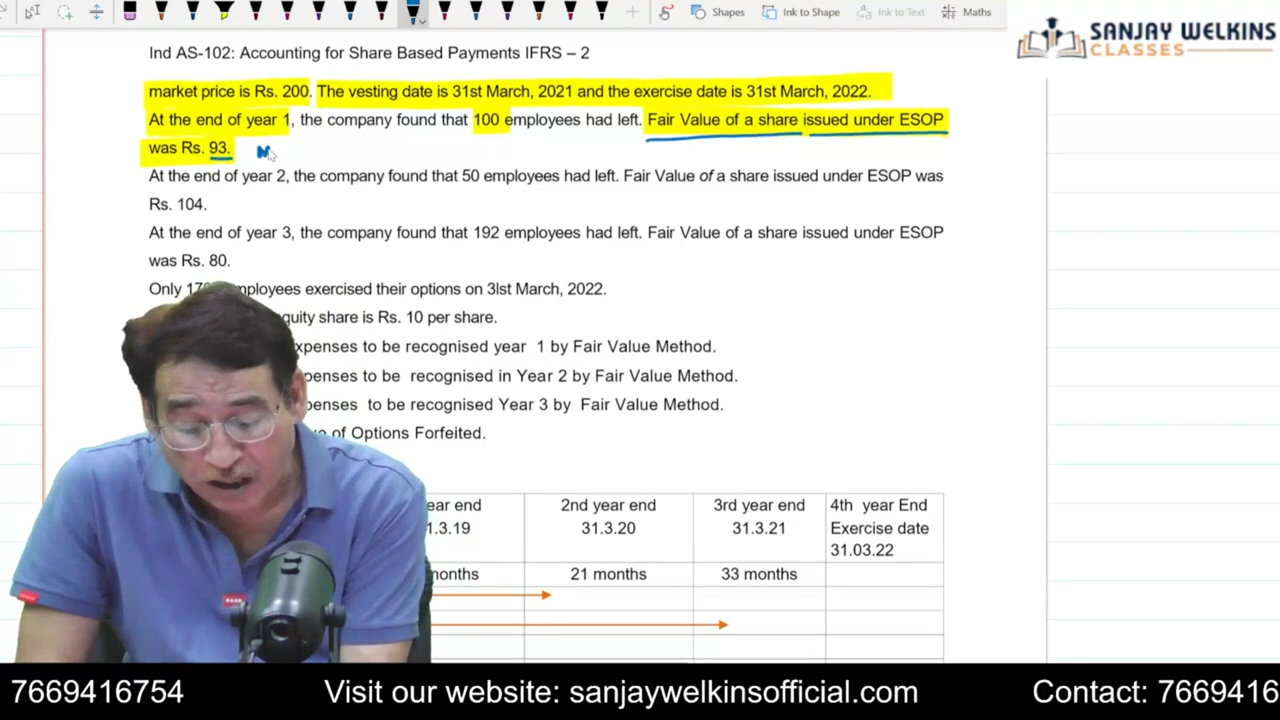 Shapes
Ink to Shape
Ink to Text
Maths
SANJAY WELKINS
CLASSES
Ind AS-102: Accounting for Share Based Payments IFRS – 2
market price is Rs. 200. The vesting date is 31st March, 2021 and the exercise date is 31st March, 2022.
At the end of year 1, the company found that 100 employees had left. Fair Value of a share issued under ESOP
was Rs. 93.
At the end of year 2, the company found that 50 employees had left. Fair Value of a share issued under ESOP was
Rs. 104.
At the end of year 3, the company found that 192 employees had left. Fair Value of a share issued under ESOP
was Rs. 80.
Only employees exercised their options on 3lst March, 2022.
equity share is Rs. 10 per share.
expenses to be recognised year 1 by Fair Value Method.
expenses to be recognised in Year 2 by Fair Value Method.
expenses to be recognised Year 3 by Fair Value Method.
of Options Forfeited.
year end
2nd year end
3rd year end
4th year End
1.3.19
31.3.20
31.3.21
Exercise date
31.03.22
months
21 months
33 months
7669416754
Visit our website: sanjaywelkinsofficial.com
Contact: 7669416